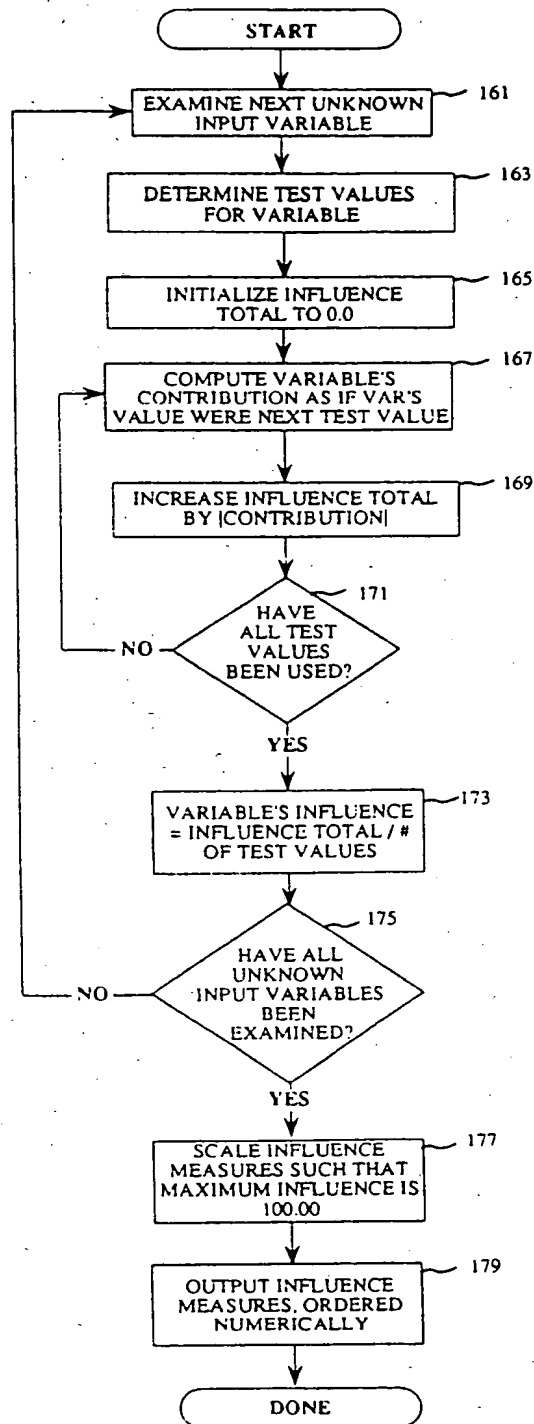 START
EXAMINE NEXT UNKNOWN
INPUT VARIABLE
161
DETERMINE TEST VALUES
FOR VARIABLE
163
INITIALIZE INFLUENCE
TOTAL TO 0.0
165
COMPUTE VARIABLE'S
CONTRIBUTION AS IF VAR'S
VALUE WERE NEXT TEST VALUE
167
INCREASE INFLUENCE TOTAL
BY |CONTRIBUTION|
169
HAVE
ALL TEST
VALUES
BEEN USED?
171
NO
YES
VARIABLE'S INFLUENCE
= INFLUENCE TOTAL / #
OF TEST VALUES
173
HAVE ALL
UNKNOWN
INPUT VARIABLES
BEEN
EXAMINED?
175
NO
YES
SCALE INFLUENCE
MEASURES SUCH THAT
MAXIMUM INFLUENCE IS
100.00
177
OUTPUT INFLUENCE
MEASURES, ORDERED
NUMERICALLY
179
DONE